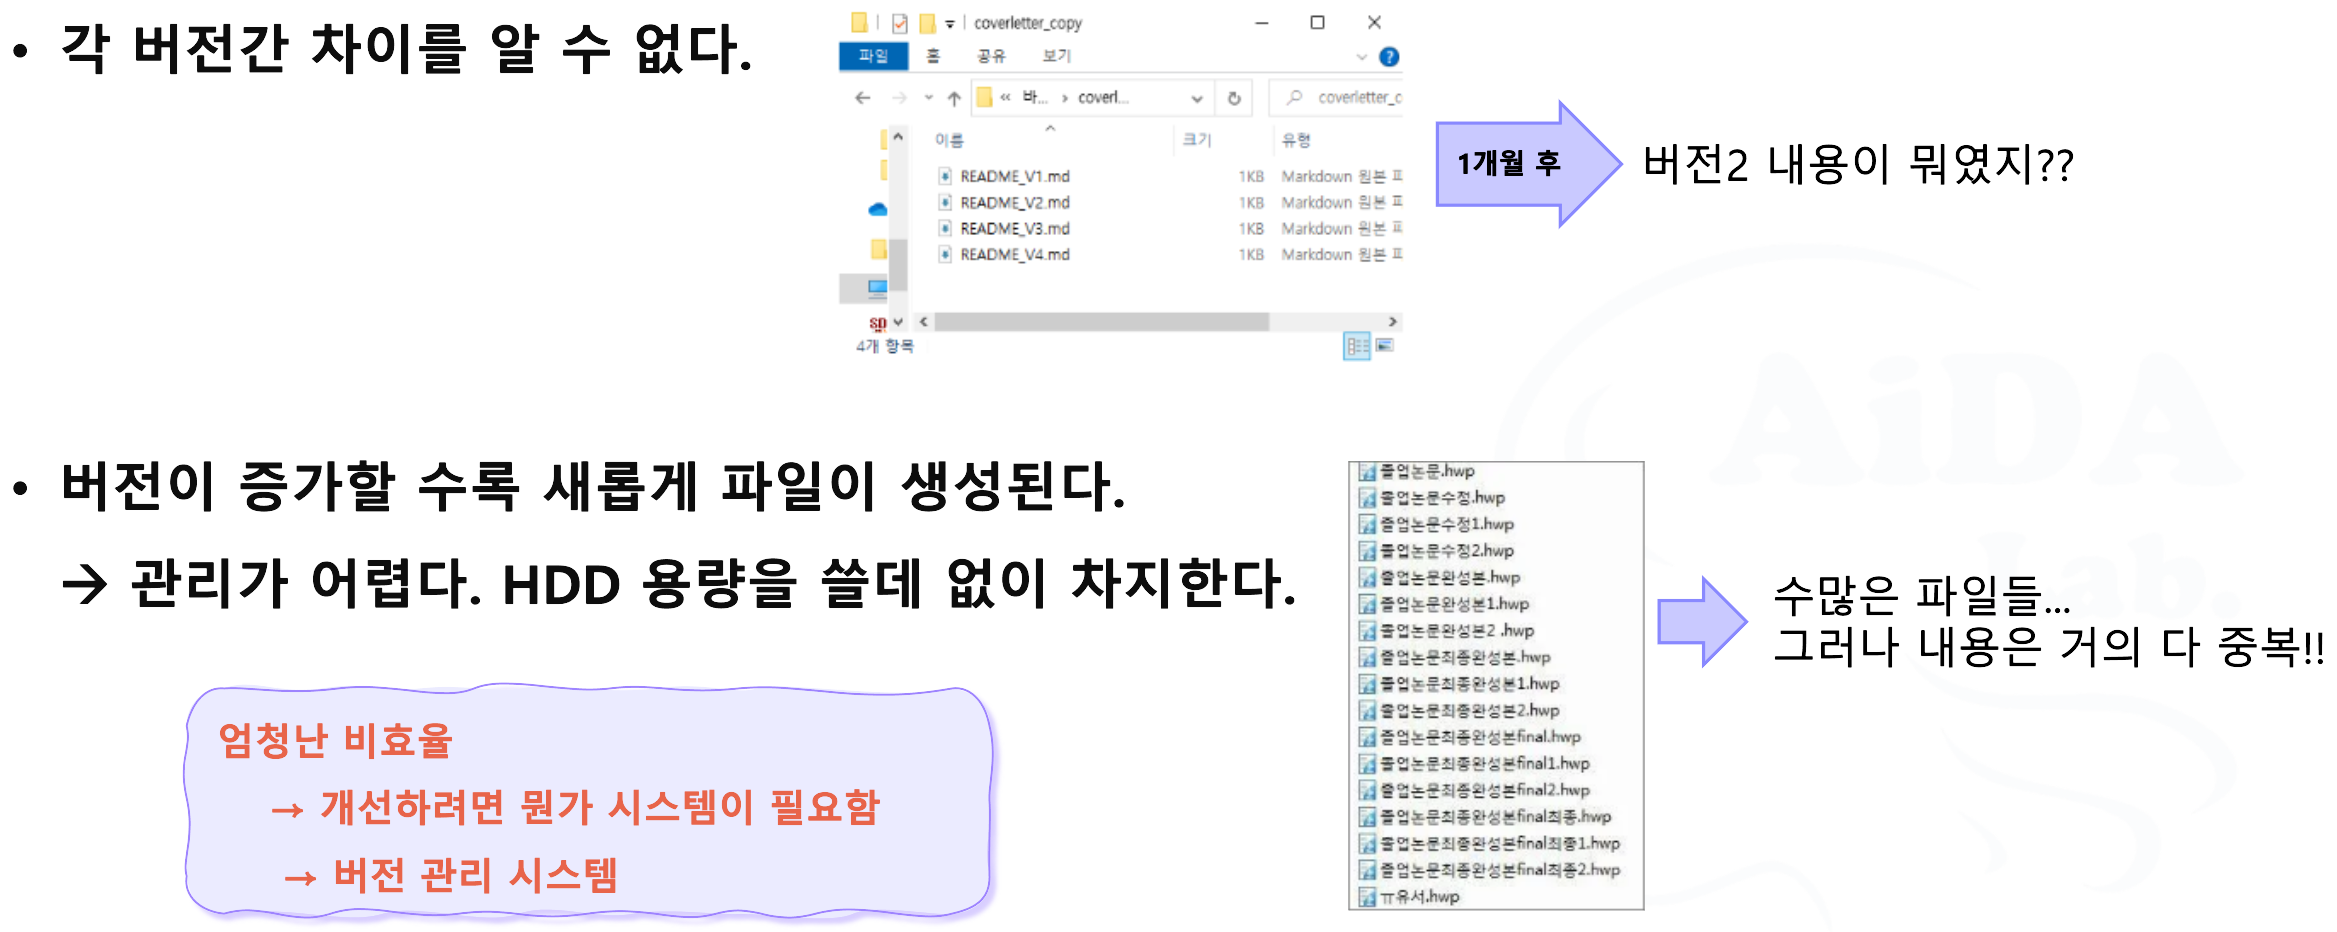 • 각 버전간 차이를 알 수 없다.
coverletter_copy
파일 홈 공유 보기
« 바... › coverl...
coverletter_c
이름 크기 유형
README_V1.md 1KB Markdown 원본 파
README_V2.md 1KB Markdown 원본 파
README_V3.md 1KB Markdown 원본 파
README_V4.md 1KB Markdown 원본 파
4개 항목
1개월 후
버전2 내용이 뭐였지??
• 버전이 증가할 수록 새롭게 파일이 생성된다.
→ 관리가 어렵다. HDD 용량을 쓸데 없이 차지한다.
졸업논문.hwp
졸업논문수정.hwp
졸업논문수정1.hwp
졸업논문수정2.hwp
졸업논문완성본.hwp
졸업논문완성본1.hwp
졸업논문완성본2 .hwp
졸업논문최종완성본.hwp
졸업논문최종완성본1.hwp
졸업논문최종완성본2.hwp
졸업논문최종완성본final.hwp
졸업논문최종완성본final1.hwp
졸업논문최종완성본final2.hwp
졸업논문최종완성본final최종.hwp
졸업논문최종완성본final최종1.hwp
졸업논문최종완성본final최종2.hwp
ㅠ유서.hwp
수많은 파일들...
그러나 내용은 거의 다 중복!!
엄청난 비효율
→ 개선하려면 뭔가 시스템이 필요함
→ 버전 관리 시스템
AiDA
Lab.